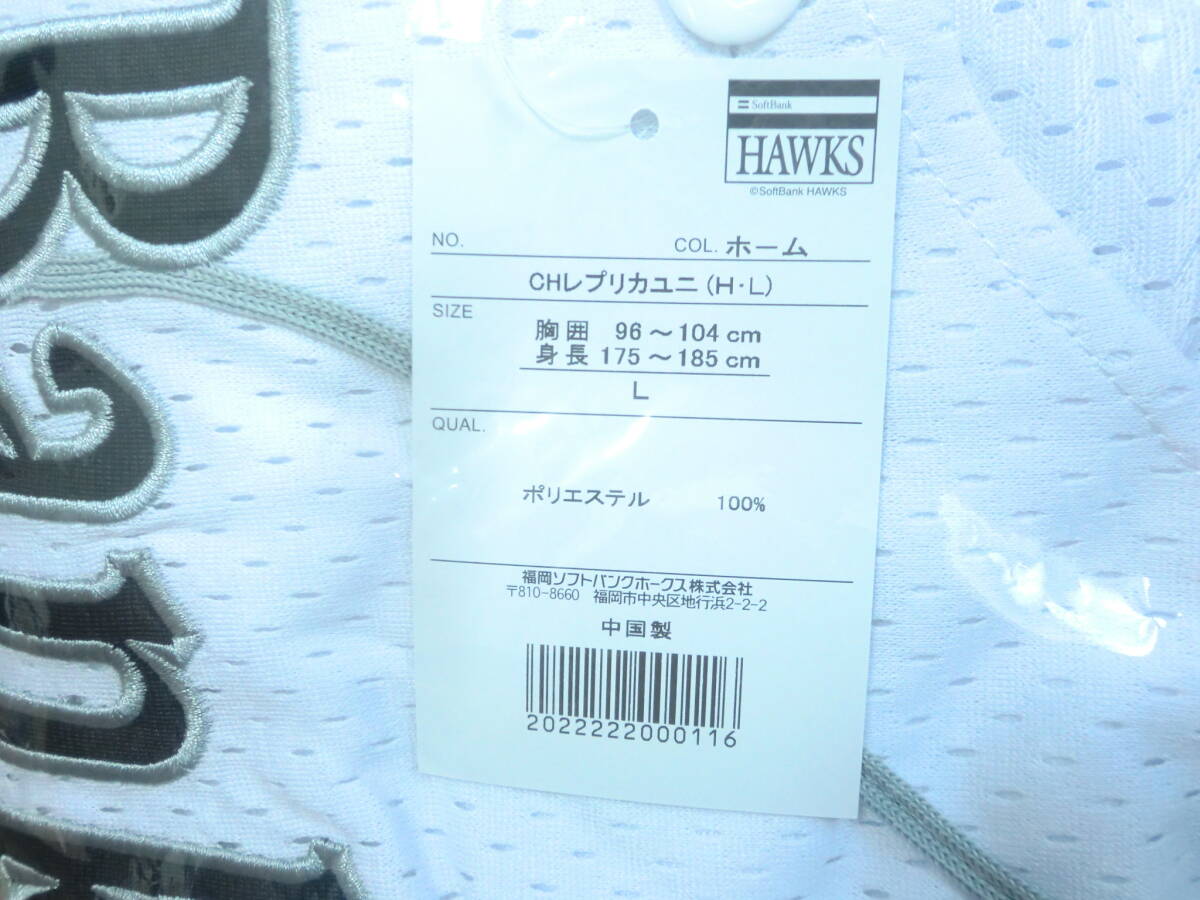 SoftBank
HAWKS
©SoftBank HAWKS
NO. COL. ホーム
CHレプリカユニ(H・L)
SIZE
胸囲 96～104 cm
身長 175～185 cm
L
QUAL.
ポリエステル 100%
福岡ソフトバンクホークス株式会社
〒810-8660 福岡市中央区地行浜2-2-2
中国製
2022222000116